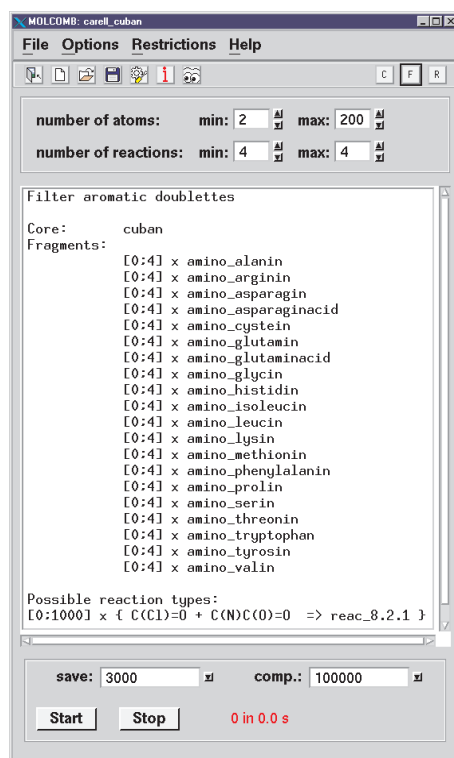 MOLCOMB: carell_cuban
File Options Restrictions Help
C F R
number of atoms: min: 2 max: 200
number of reactions: min: 4 max: 4
Filter aromatic doublettes
Core: cuban
Fragments:
[0;4] x amino_alanin
[0;4] x amino_arginin
[0;4] x amino_asparagin
[0;4] x amino_asparaginacid
[0;4] x amino_cystein
[0;4] x amino_glutamin
[0;4] x amino_glutaminacid
[0;4] x amino_glycin
[0;4] x amino_histidin
[0;4] x amino_isoleucin
[0;4] x amino_leucin
[0;4] x amino_lysin
[0;4] x amino_methionin
[0;4] x amino_phenylalanin
[0;4] x amino_prolin
[0;4] x amino_serin
[0;4] x amino_threonin
[0;4] x amino_tryptophan
[0;4] x amino_tyrosin
[0;4] x amino_valin
Possible reaction types:
[0;1000] x { C(Cl)=O + C(N)C(O)=O => reac_8.2.1 }
save: 3000 comp.: 100000
Start Stop 0 in 0.0 s